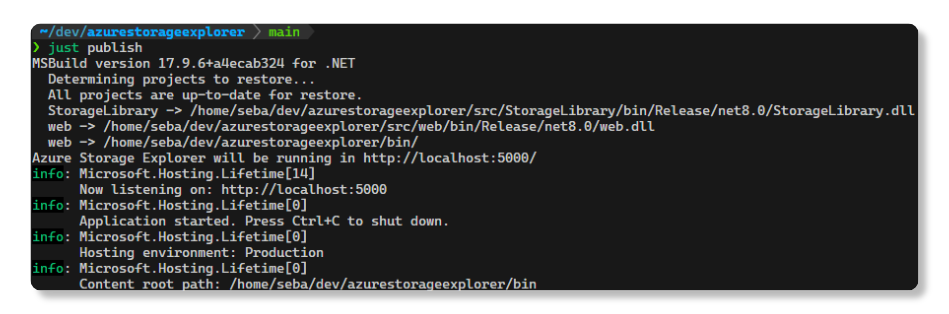 ~/dev/azurestorageexplorer > main
❯ just publish
MSBuild version 17.9.6+a4ecab324 for .NET
Determining projects to restore...
All projects are up-to-date for restore.
StorageLibrary -> /home/seba/dev/azurestorageexplorer/src/StorageLibrary/bin/Release/net8.0/StorageLibrary.dll
web -> /home/seba/dev/azurestorageexplorer/src/web/bin/Release/net8.0/web.dll
web -> /home/seba/dev/azurestorageexplorer/bin/
Azure Storage Explorer will be running in http://localhost:5000/
info: Microsoft.Hosting.Lifetime[14]
Now listening on: http://localhost:5000
info: Microsoft.Hosting.Lifetime[0]
Application started. Press Ctrl+C to shut down.
info: Microsoft.Hosting.Lifetime[0]
Hosting environment: Production
info: Microsoft.Hosting.Lifetime[0]
Content root path: /home/seba/dev/azurestorageexplorer/bin